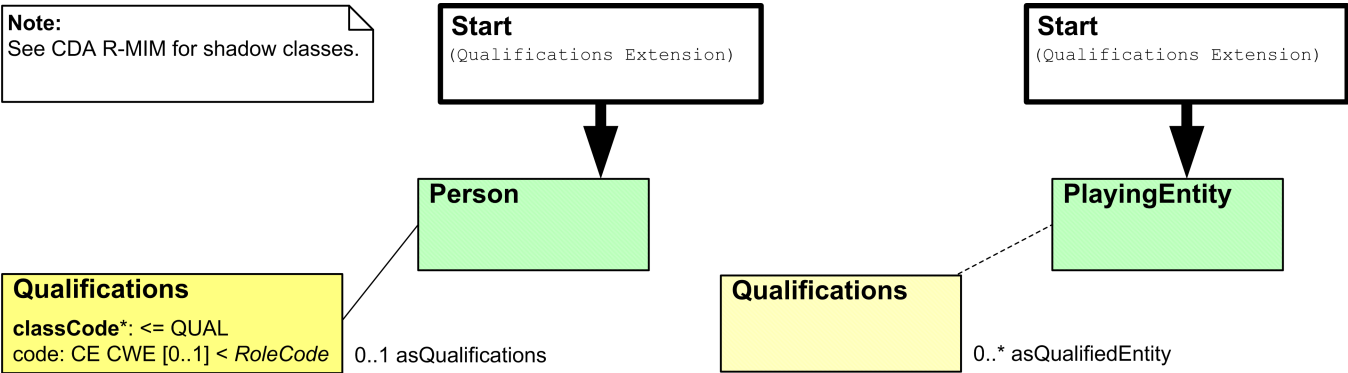 Note:
See CDA R-MIM for shadow classes.
Start
(Qualifications Extension)
Start
(Qualifications Extension)
Person
PlayingEntity
Qualifications
classCode*: <= QUAL
code: CE CWE [0..1] < RoleCode
0..1 asQualifications
Qualifications
0..* asQualifiedEntity